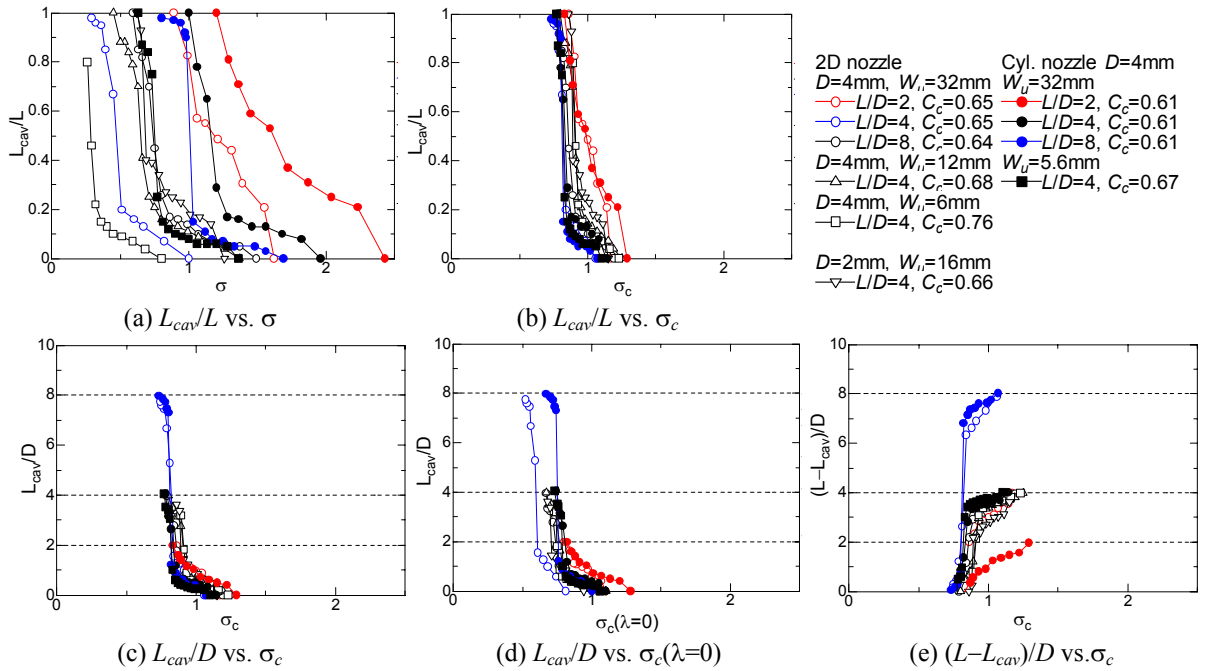 1
0.8
0.6
0.4
0.2
0
L_cav/L
1
2
σ
(a) L_cav/L vs. σ
1
0.8
0.6
0.4
0.2
0
L_cav/L
0
1
2
σ_c
(b) L_cav/L vs. σ_c
2D nozzle
D=4mm, W_u=32mm
L/D=2, C_c=0.65
L/D=4, C_c=0.65
L/D=8, C_c=0.64
D=4mm, W_u=12mm
L/D=4, C_c=0.68
D=4mm, W_u=6mm
L/D=4, C_c=0.76
D=2mm, W_u=16mm
L/D=4, C_c=0.66
Cyl. nozzle D=4mm
W_u=32mm
L/D=2, C_c=0.61
L/D=4, C_c=0.61
L/D=8, C_c=0.61
W_u=5.6mm
L/D=4, C_c=0.67
10
8
6
4
2
0
L_cav/D
0
1
2
σ_c
(c) L_cav/D vs. σ_c
10
8
6
4
2
0
L_cav/D
0
1
2
σ_c(λ=0)
(d) L_cav/D vs. σ_c(λ=0)
10
8
6
4
2
0
(L-L_cav)/D
0
1
2
σ_c
(e) (L−L_cav)/D vs.σ_c